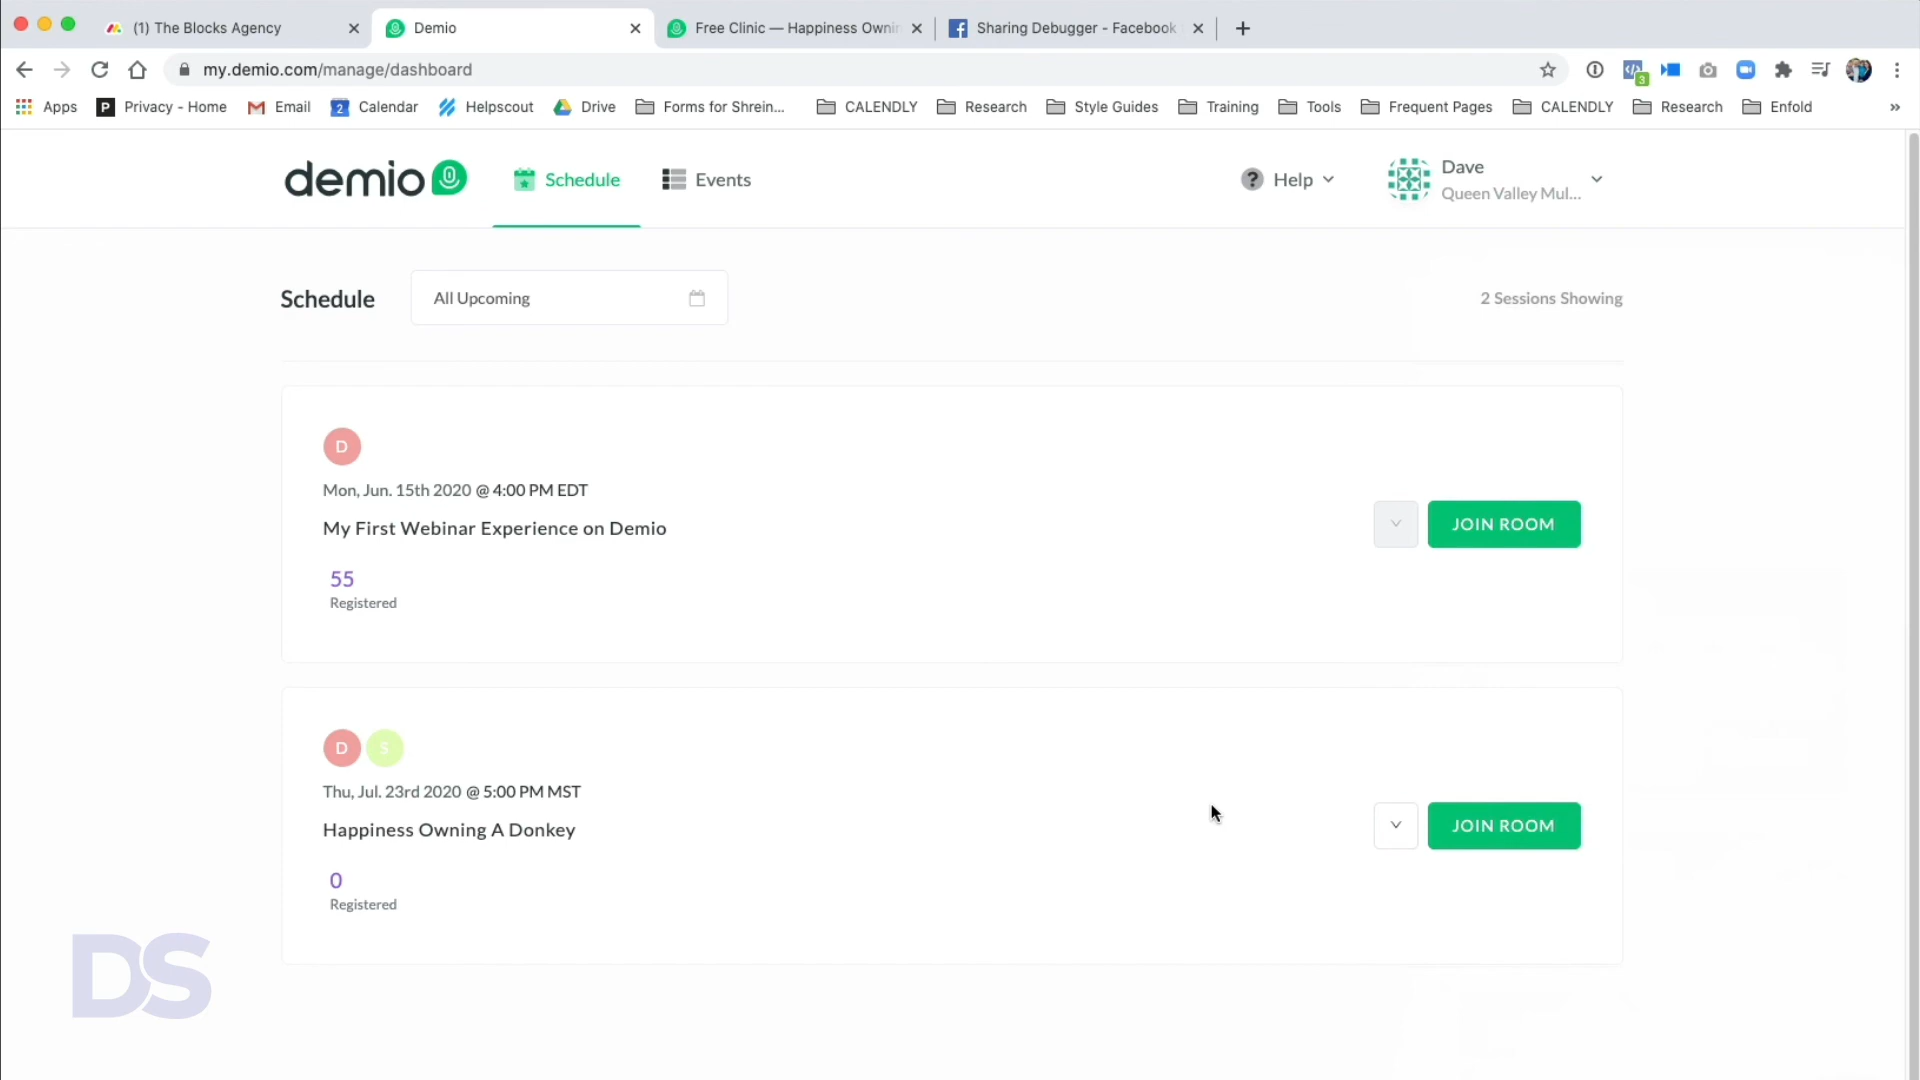 (1) The Blocks Agency
Demio
Free Clinic — Happiness Ownin
Sharing Debugger - Facebook
my.demio.com/manage/dashboard
3
Apps
P Privacy - Home
Email
2 Calendar
Helpscout
Drive
Forms for Shrein...
CALENDLY
Research
Style Guides
Training
Tools
Frequent Pages
CALENDLY
Research
Enfold
»
demio
Schedule
Events
? Help
Dave
Queen Valley Mul...
Schedule
All Upcoming
2 Sessions Showing
D
Mon, Jun. 15th 2020 @ 4:00 PM EDT
My First Webinar Experience on Demio
JOIN ROOM
55
Registered
D S
Thu, Jul. 23rd 2020 @ 5:00 PM MST
Happiness Owning A Donkey
JOIN ROOM
0
Registered
DS